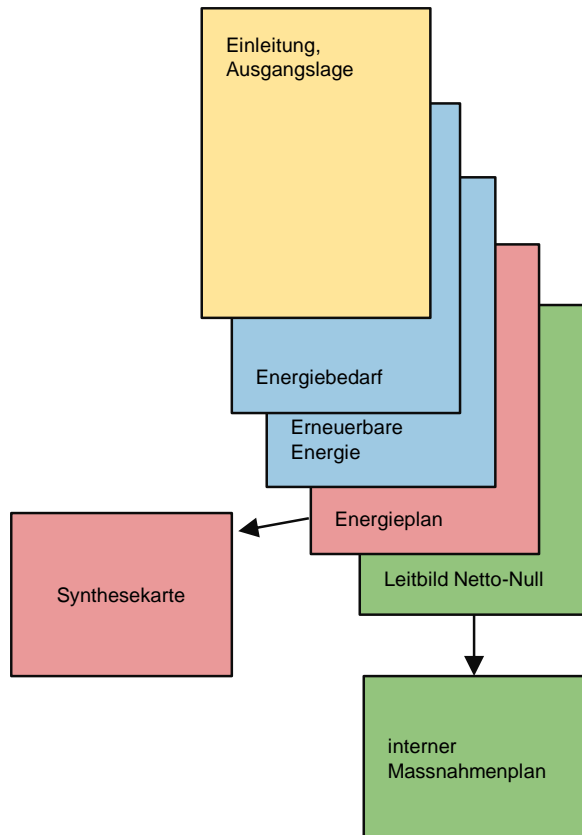 Einleitung,
Ausgangslage
Energiebedarf
Erneuerbare
Energie
Energieplan
Leitbild Netto-Null
Synthesekarte
interner
Massnahmenplan